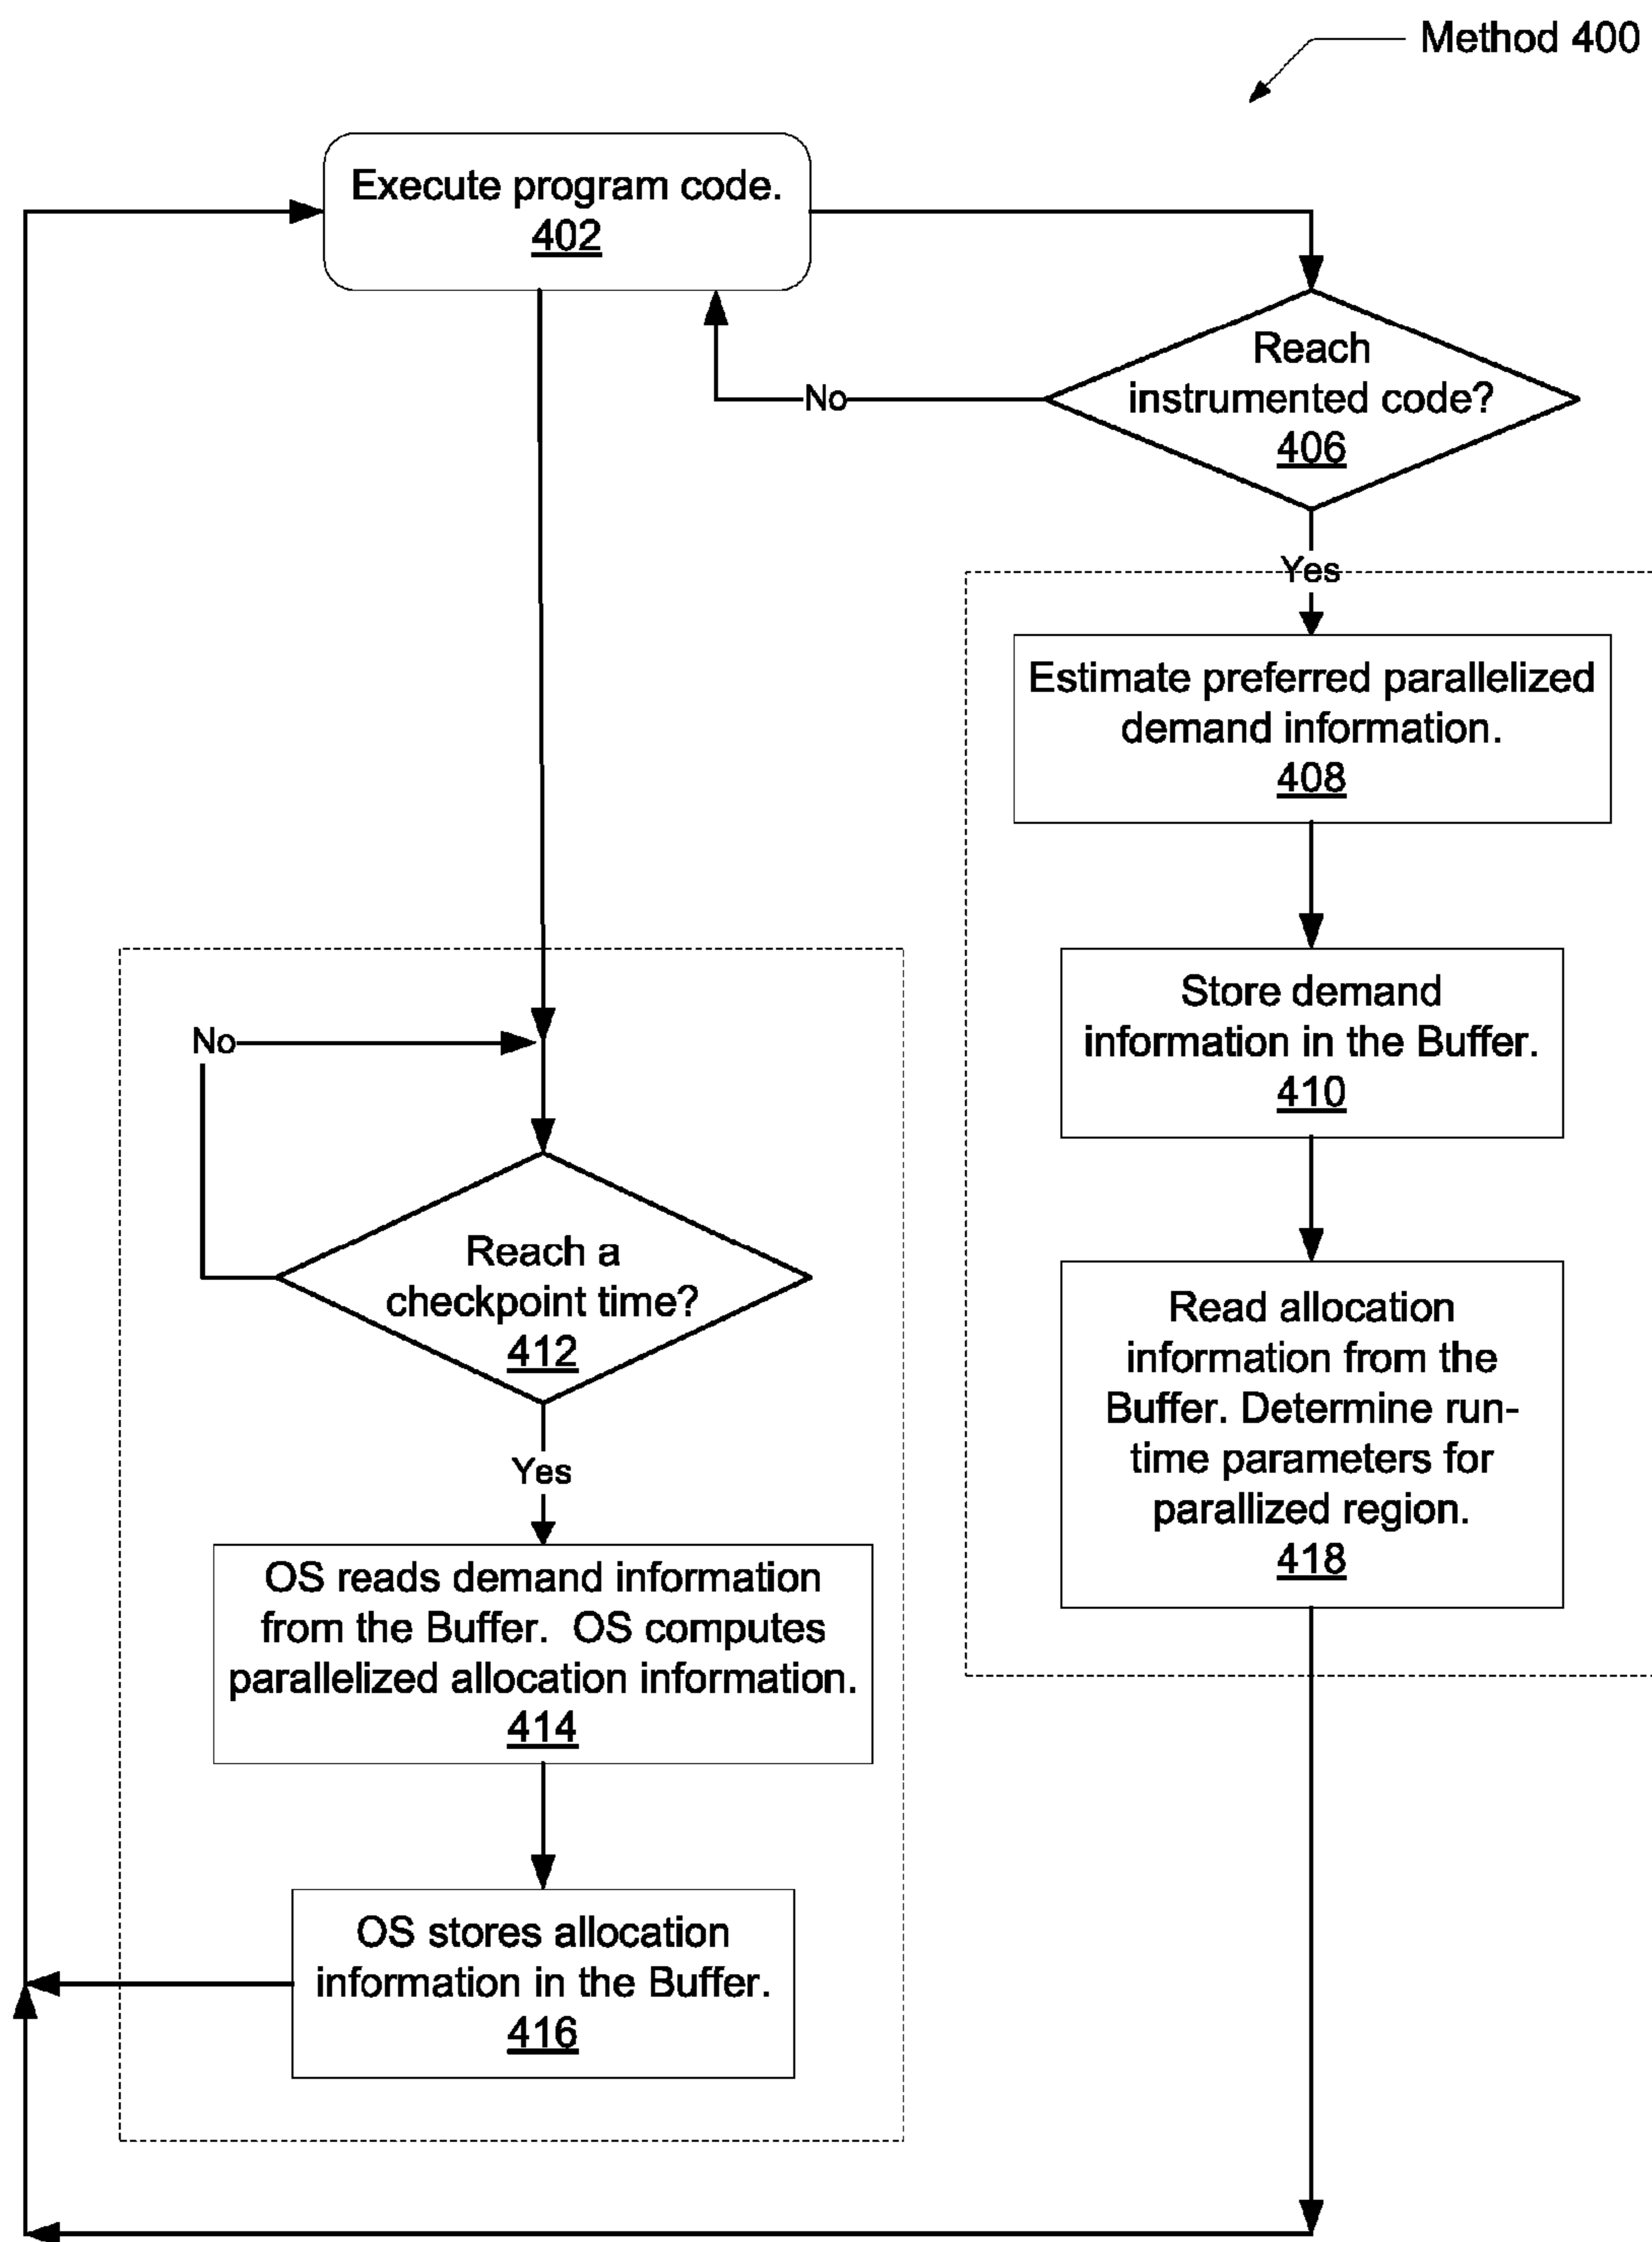 Method 400
Execute program code.
402
Reach
instrumented code?
406
No
Yes
Estimate preferred parallelized
demand information.
408
Store demand
information in the Buffer.
410
Read allocation
information from the
Buffer. Determine run-
time parameters for
parallized region.
418
No
Reach a
checkpoint time?
412
Yes
OS reads demand information
from the Buffer.  OS computes
parallelized allocation information.
414
OS stores allocation
information in the Buffer.
416